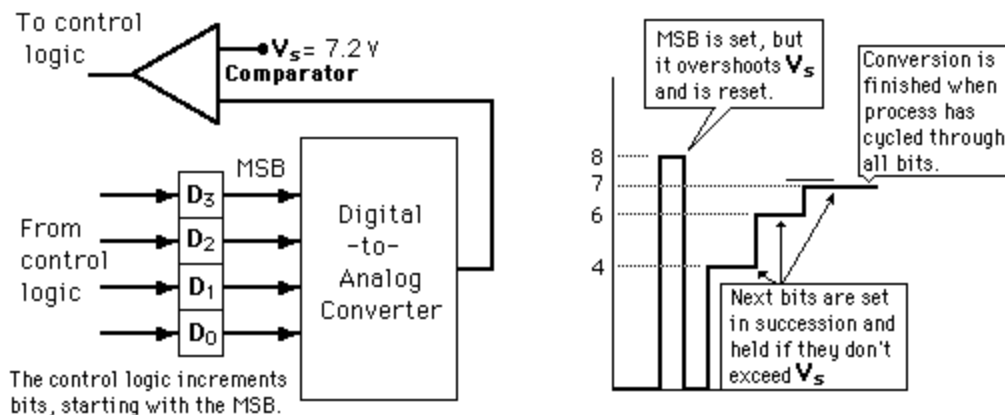 To control
logic
Vs = 7.2 V
Comparator
MSB
D3
D2
D1
D0
From
control
logic
Digital
-to-
Analog
Converter
The control logic increments
bits, starting with the MSB.
MSB is set, but
it overshoots Vs
and is reset.
Conversion is
finished when
process has
cycled through
all bits.
8
7
6
4
Next bits are set
in succession and
held if they don't
exceed Vs